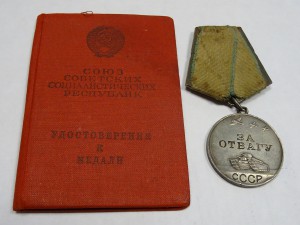 СОЮЗ
СОВЕТСКИХ
СОЦИАЛИСТИЧЕСКИХ
РЕСПУБЛИК
УДОСТОВЕРЕНИЕ
К
МЕДАЛИ
ЗА
ОТВАГУ
СССР